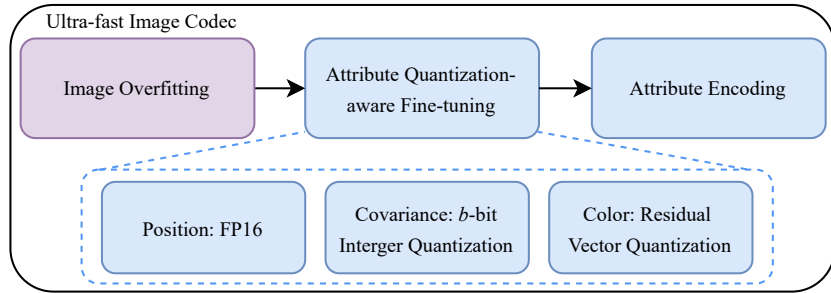 Ultra-fast Image Codec
Image Overfitting
Attribute Quantization-
aware Fine-tuning
Attribute Encoding
Position: FP16
Covariance: b-bit
Interger Quantization
Color: Residual
Vector Quantization